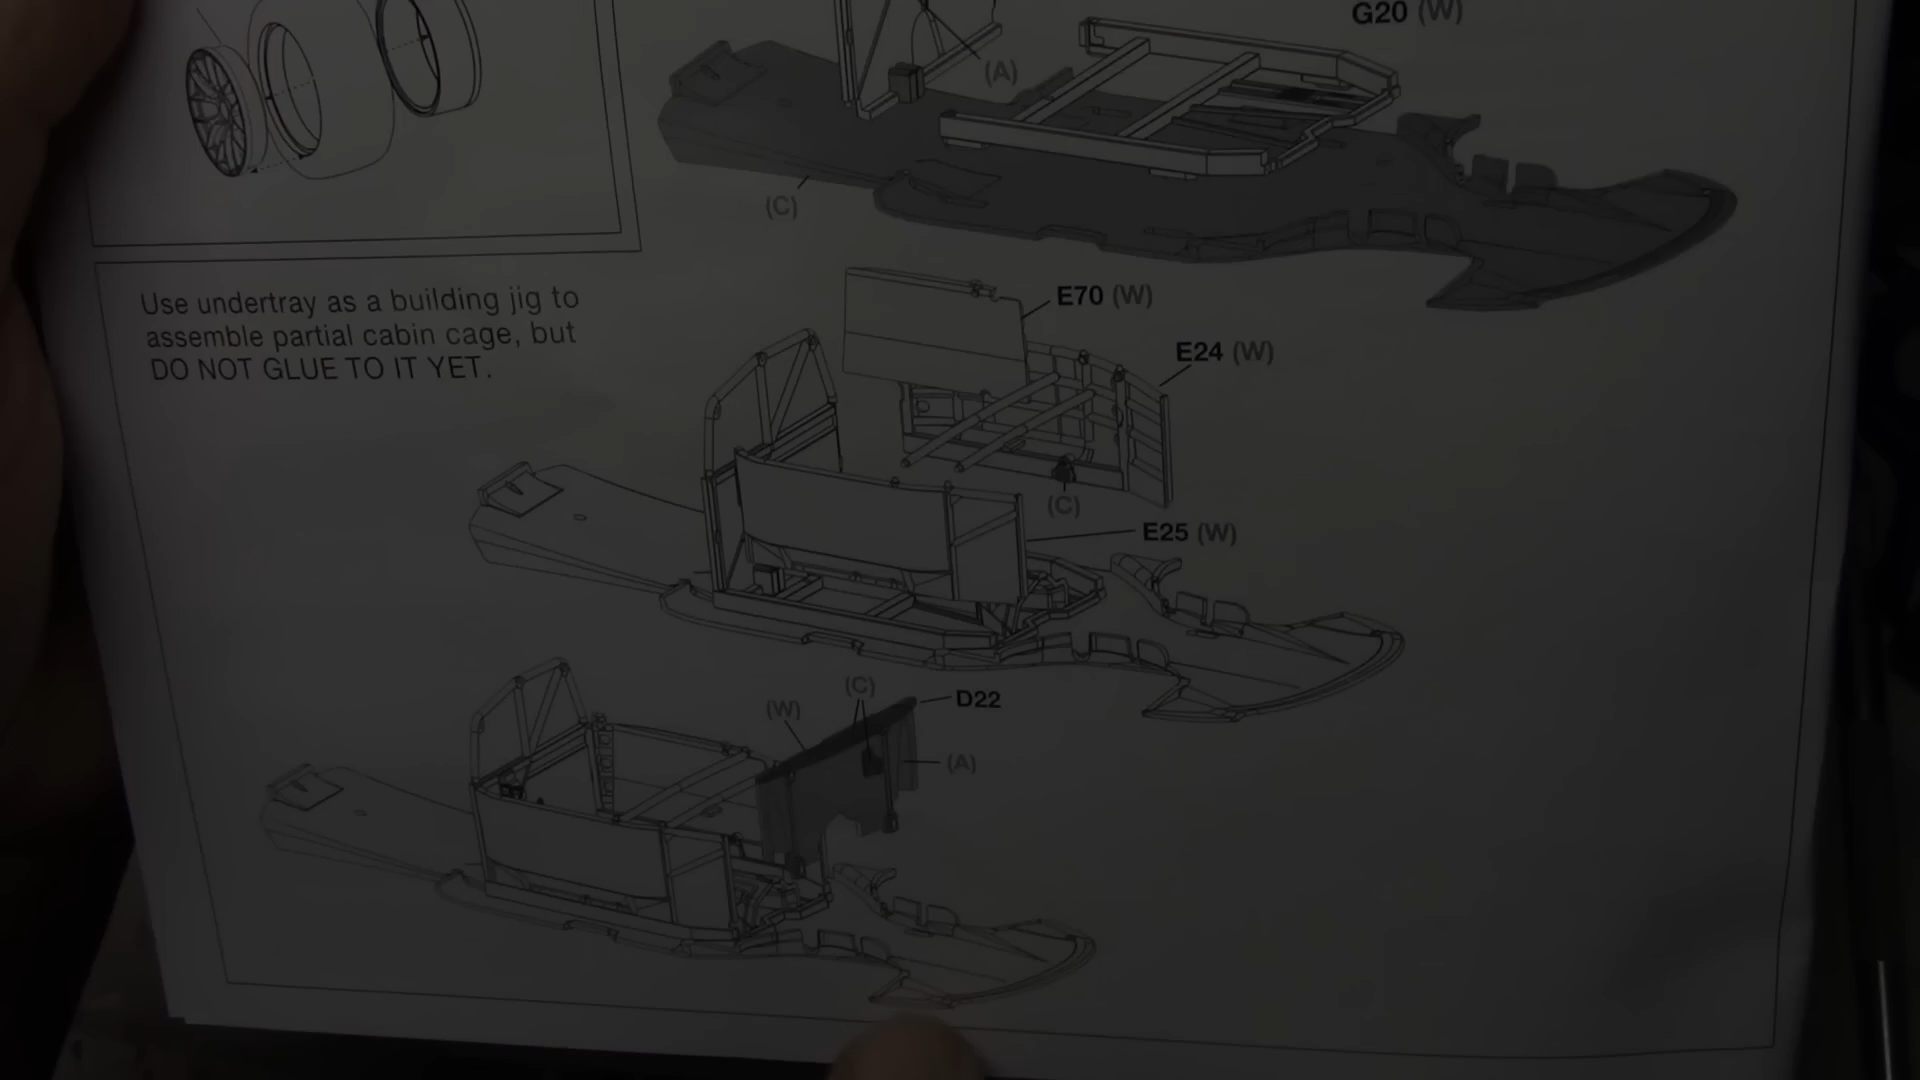 G20 (W)
(A)
(C)
Use undertray as a building jig to
assemble partial cabin cage, but
DO NOT GLUE TO IT YET.
E70 (W)
E24 (W)
(C)
E25 (W)
(C)
D22
(W)
(A)